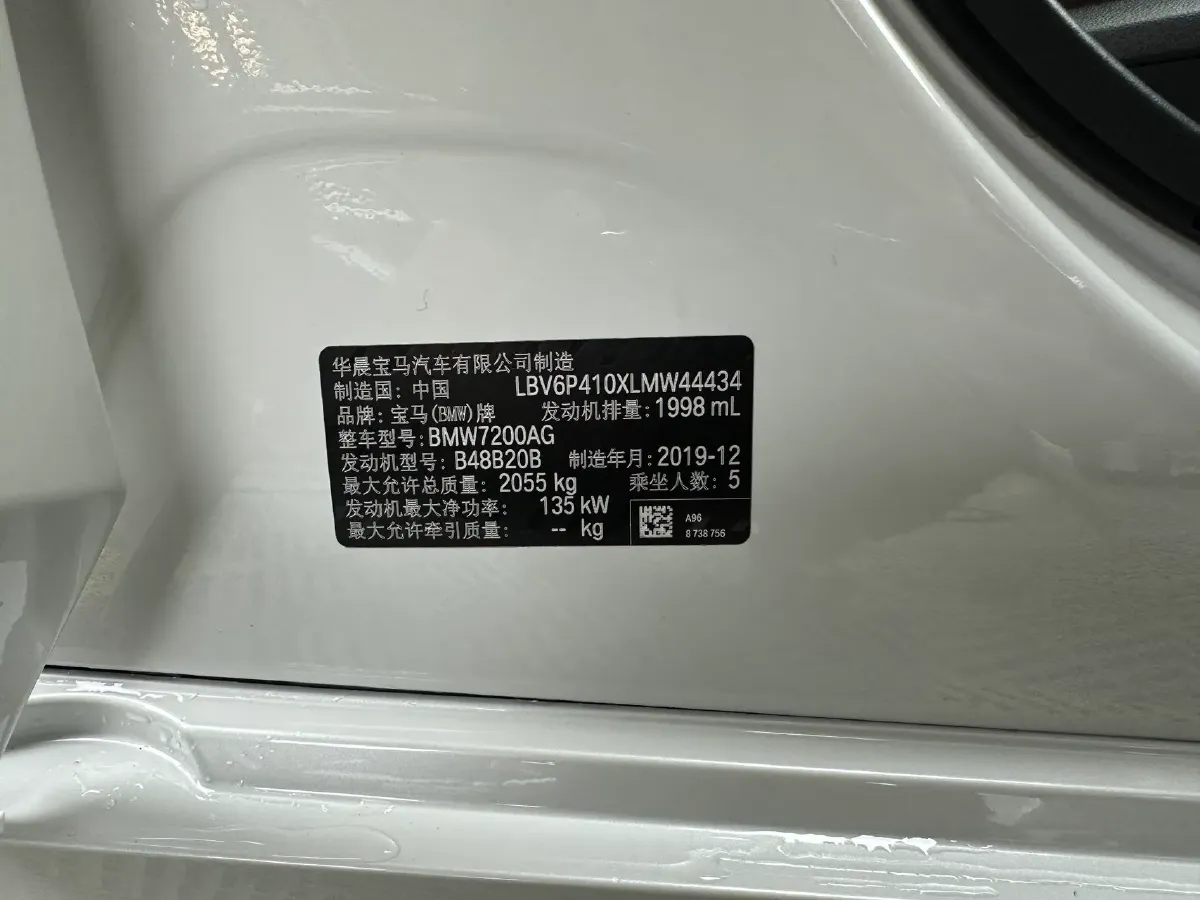 华晨宝马汽车有限公司制造
制造国: 中国 LBV6P410XLMW44434
品牌: 宝马(BMW)牌 发动机排量: 1998 mL
整车型号: BMW7200AG
发动机型号: B48B20B 制造年月: 2019-12
最大允许总质量: 2055 kg 乘坐人数: 5
发动机最大净功率: 135 kW
最大允许牵引质量: -- kg
A96
8 738 756